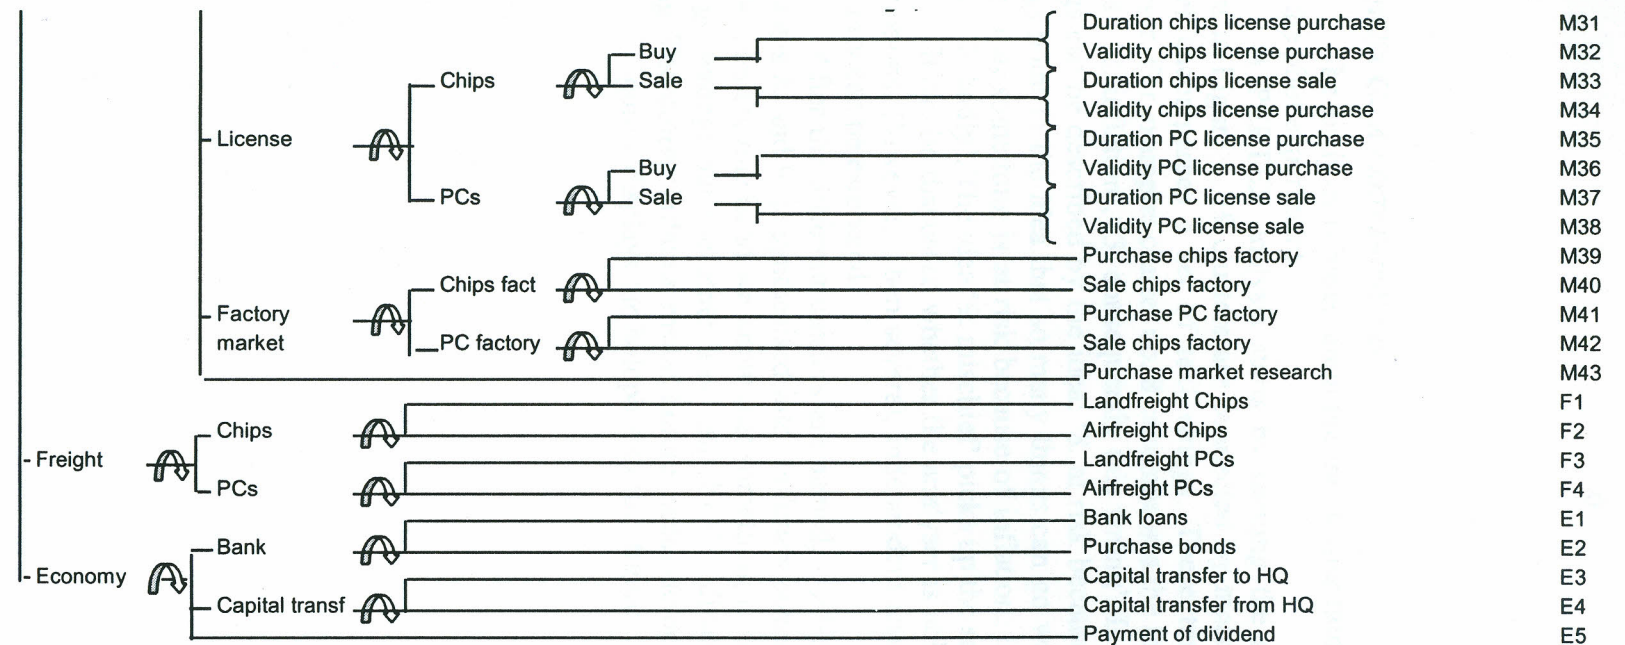 Duration chips license purchase M31
Buy Validity chips license purchase M32
Chips Sale Duration chips license sale M33
Validity chips license purchase M34
License Duration PC license purchase M35
Buy Validity PC license purchase M36
PCs Sale Duration PC license sale M37
Validity PC license sale M38
Purchase chips factory M39
Chips fact Sale chips factory M40
Factory Purchase PC factory M41
market PC factory Sale chips factory M42
Purchase market research M43
Landfreight Chips F1
Chips Airfreight Chips F2
- Freight Landfreight PCs F3
PCs Airfreight PCs F4
Bank loans E1
Bank Purchase bonds E2
- Economy Capital transfer to HQ E3
Capital transf Capital transfer from HQ E4
Payment of dividend E5